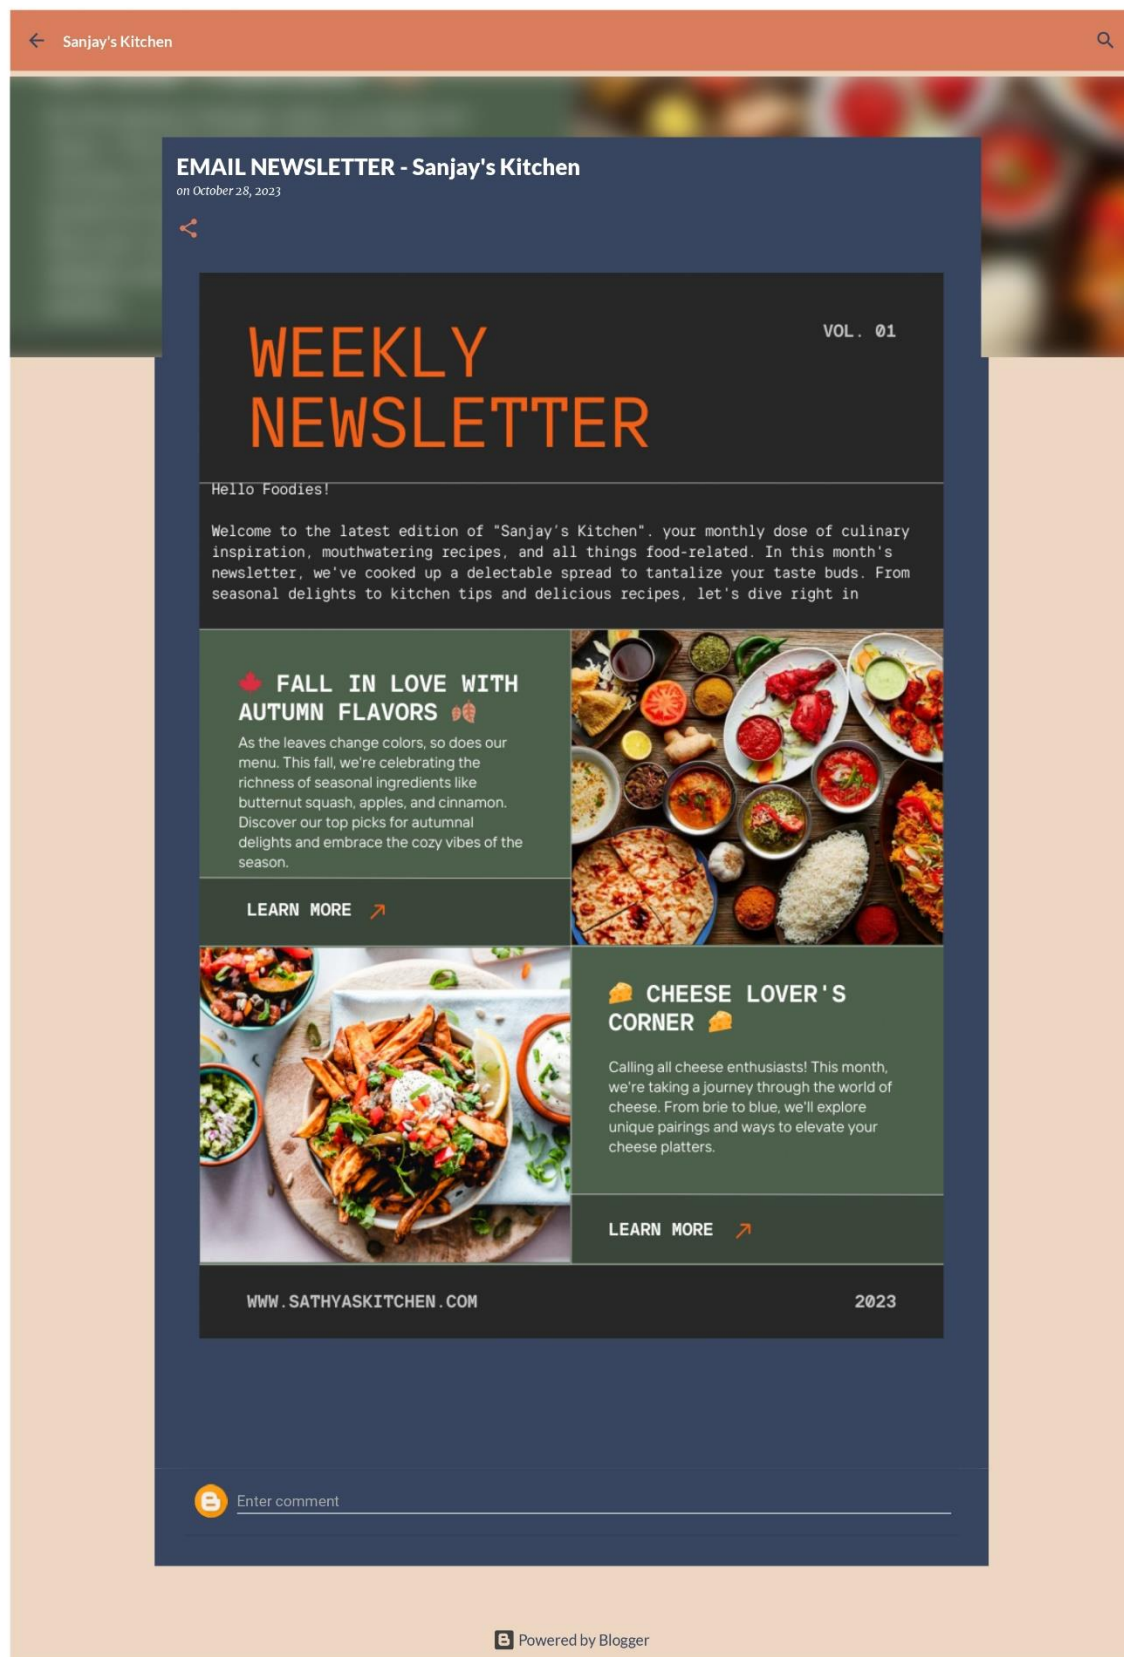 Sanjay's Kitchen
EMAIL NEWSLETTER - Sanjay's Kitchen
on October 28, 2023
WEEKLY
NEWSLETTER
VOL. 01
Hello Foodies!
Welcome to the latest edition of "Sanjay's Kitchen". your monthly dose of culinary
inspiration, mouthwatering recipes, and all things food-related. In this month's
newsletter, we've cooked up a delectable spread to tantalize your taste buds. From
seasonal delights to kitchen tips and delicious recipes, let's dive right in
🍁 FALL IN LOVE WITH
AUTUMN FLAVORS 🍂
As the leaves change colors, so does our
menu. This fall, we're celebrating the
richness of seasonal ingredients like
butternut squash, apples, and cinnamon.
Discover our top picks for autumnal
delights and embrace the cozy vibes of the
season.
LEARN MORE
🧀 CHEESE LOVER'S
CORNER 🧀
Calling all cheese enthusiasts! This month,
we're taking a journey through the world of
cheese. From brie to blue, we'll explore
unique pairings and ways to elevate your
cheese platters.
LEARN MORE
WWW.SATHYASKITCHEN.COM
2023
Enter comment
Powered by Blogger